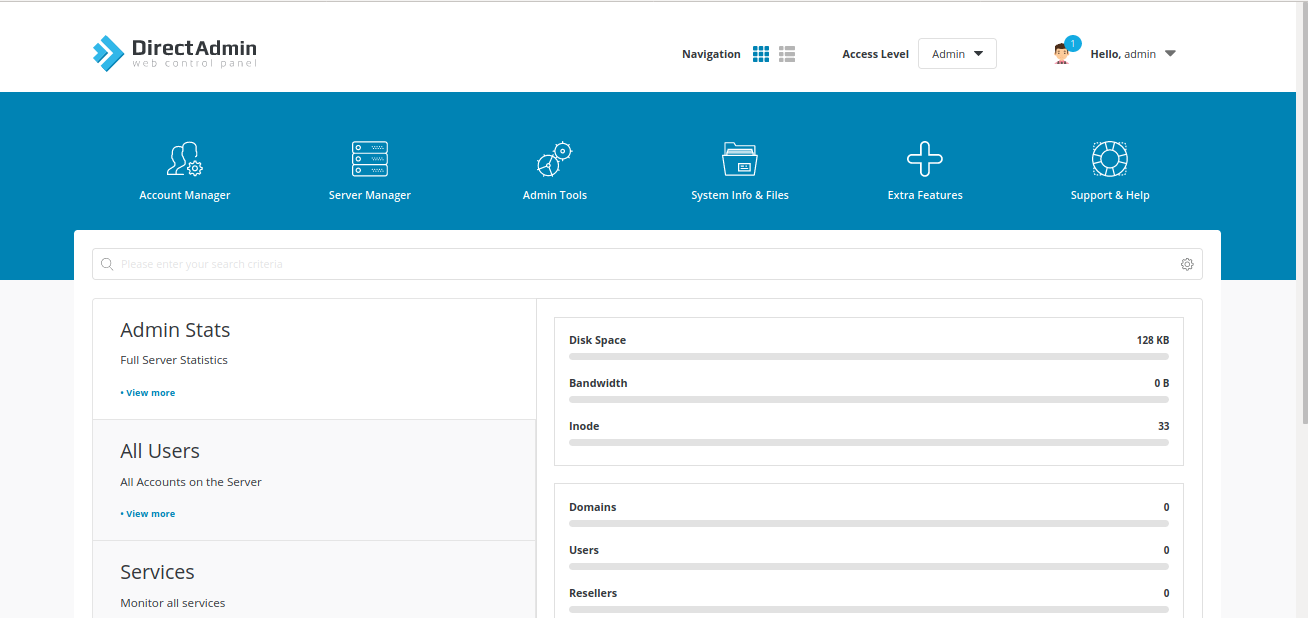 DirectAdmin
web control panel
Navigation
Access Level
Admin
1
Hello, admin
Account Manager
Server Manager
Admin Tools
System Info & Files
Extra Features
Support & Help
Please enter your search criteria
Admin Stats
Full Server Statistics
• View more
All Users
All Accounts on the Server
• View more
Services
Monitor all services
Disk Space 128 KB
Bandwidth 0 B
Inode 33
Domains 0
Users 0
Resellers 0